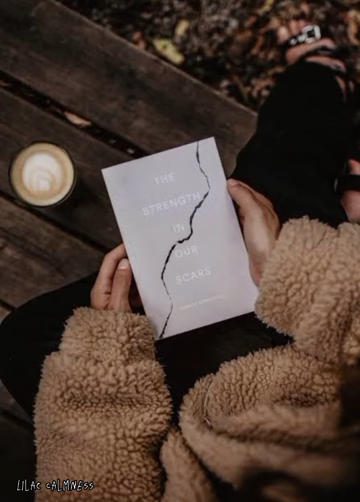 THE
STRENGTH
IN
OUR
SCARS
LILAC CALMNESS